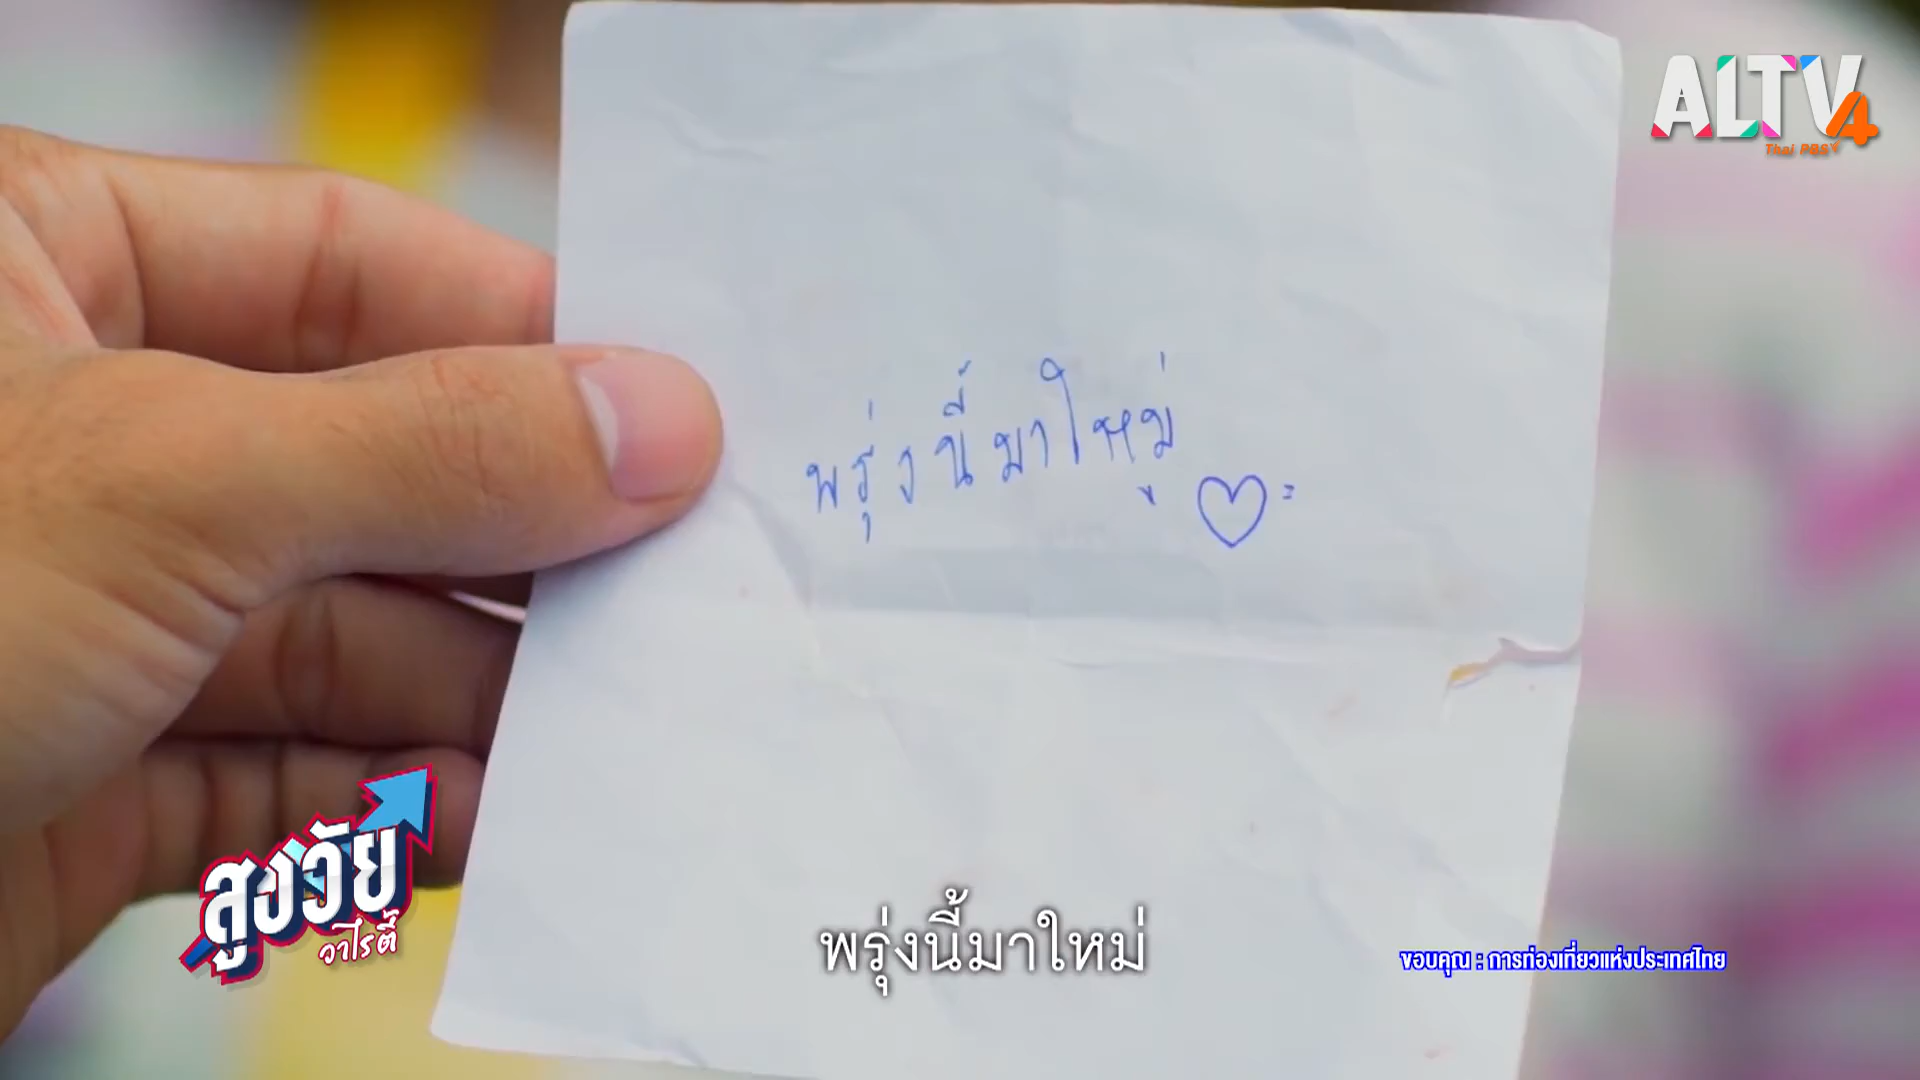 ALTV4
Thai PBS
พรุ่งนี้มาใหม่
สูงวัย
วาไรตี้
พรุ่งนี้มาใหม่
ขอบคุณ : การท่องเที่ยวแห่งประเทศไทย